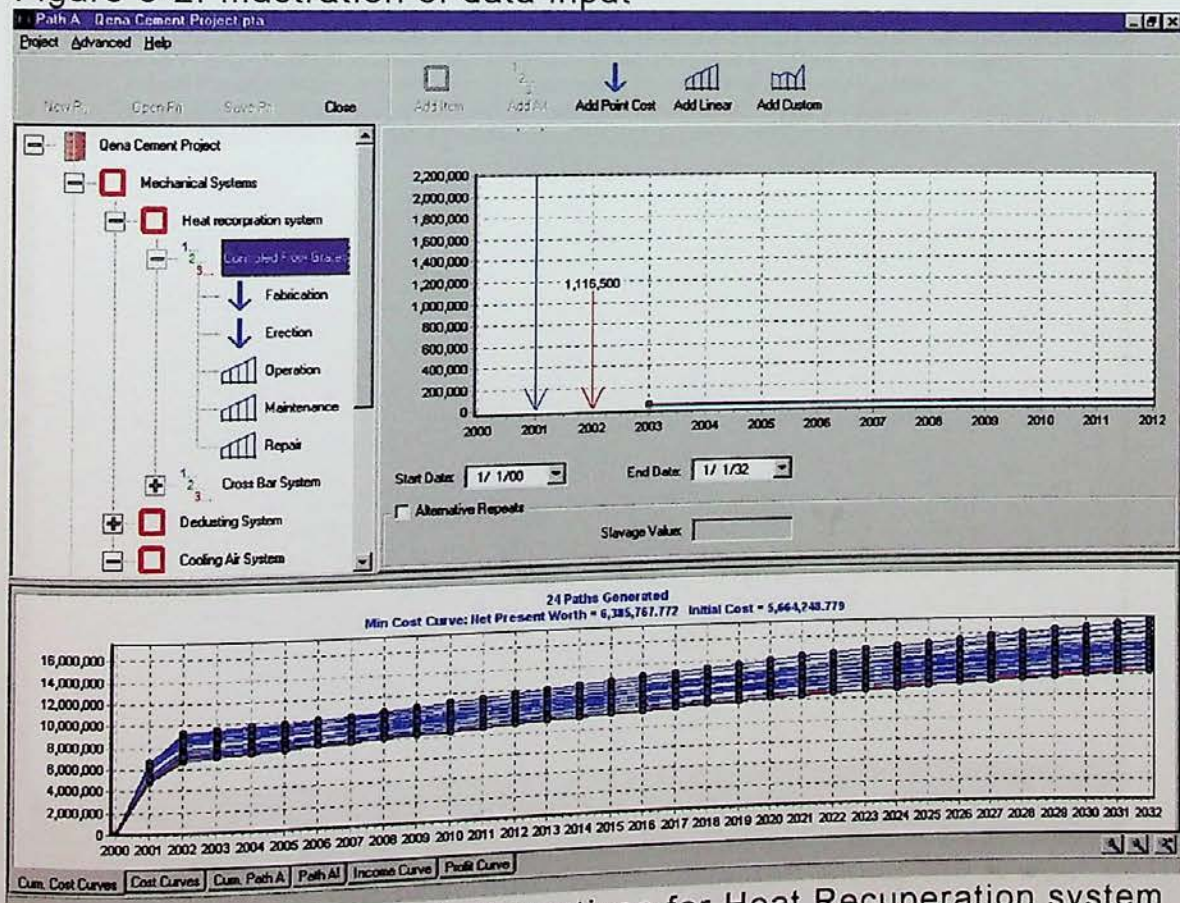 Figure 3-2: Illustration of data input
Path A Qena Cement Project.pta
Project Advanced Help
Close
Add Item Add Alt Add Point Cost Add Linear Add Custom
Qena Cement Project
Mechanical Systems
Heat recorpration system
Fabrication
Erection
Operation
Maintenance
Repair
Cross Bar System
Dedusting System
Cooling Air System
2,200,000
2,000,000
1,800,000
1,600,000
1,400,000
1,200,000
1,000,000
800,000
600,000
400,000
200,000
0
1,116,500
2000 2001 2002 2003 2004 2005 2006 2007 2008 2009 2010 2011 2012
Start Date: 1/ 1/00 End Date: 1/ 1/32
Alternative Repeats
Slavage Value:
24 Paths Generated
Min Cost Curve: Net Present Worth = 6,385,767.772 Initial Cost = 5,664,248.779
16,000,000
14,000,000
12,000,000
10,000,000
8,000,000
6,000,000
4,000,000
2,000,000
0
2000 2001 2002 2003 2004 2005 2006 2007 2008 2009 2010 2011 2012 2013 2014 2015 2016 2017 2018 2019 2020 2021 2022 2023 2024 2025 2026 2027 2028 2029 2030 2031 2032
Cum. Cost Curves Cost Curves Cum. Path A Path A! Income Curve Profit Curve
for Heat Recuperation system